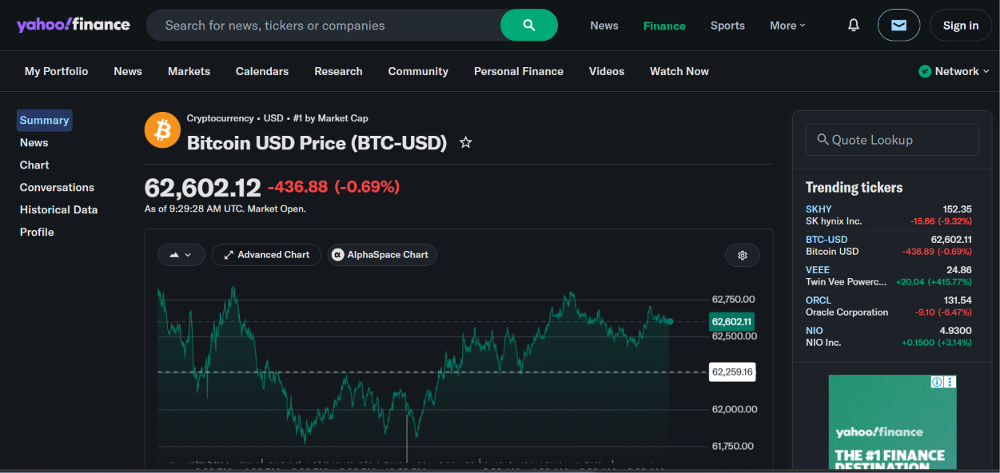 yahoo!finance
Search for news, tickers or companies
News Finance Sports More
Sign in
My Portfolio News Markets Calendars Research Community Personal Finance Videos Watch Now
Network
Summary
News
Chart
Conversations
Historical Data
Profile
Cryptocurrency • USD • #1 by Market Cap
Bitcoin USD Price (BTC-USD)
62,602.12 -436.88 (-0.69%)
As of 9:29:28 AM UTC. Market Open.
Advanced Chart
AlphaSpace Chart
62,750.00
62,602.11
62,500.00
62,259.16
62,000.00
61,750.00
Quote Lookup
Trending tickers
SKHY 152.35
SK hynix Inc. -15.66 (-9.32%)
BTC-USD 62,602.11
Bitcoin USD -436.89 (-0.69%)
VEEE 24.86
Twin Vee Powerc... +20.04 (+415.77%)
ORCL 131.54
Oracle Corporation -9.10 (-6.47%)
NIO 4.9300
NIO Inc. +0.1500 (+3.14%)
yahoo!finance
THE #1 FINANCE
DESTINATION